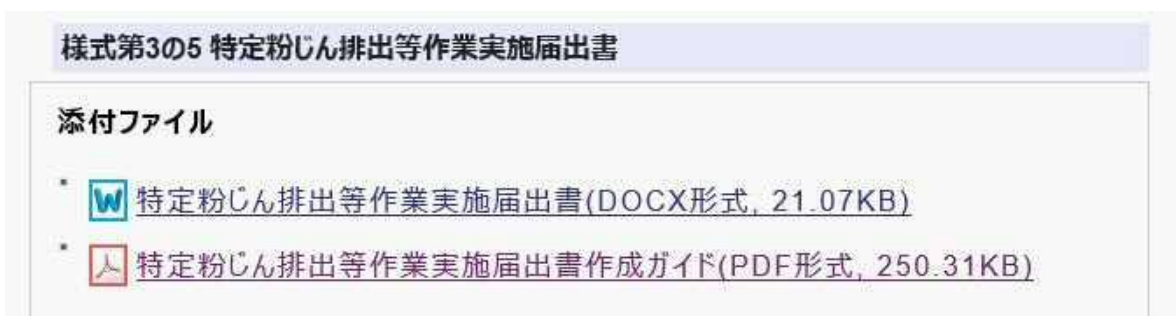 様式第3の5 特定粉じん排出等作業実施届出書
添付ファイル
特定粉じん排出等作業実施届出書(DOCX形式, 21.07KB)
特定粉じん排出等作業実施届出書作成ガイド(PDF形式, 250.31KB)